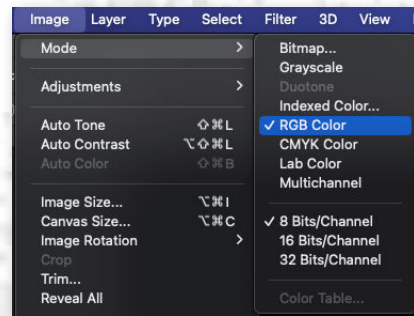 Image Layer Type Select Filter 3D View
Mode >
Adjustments >
Auto Tone ⇧⌘L
Auto Contrast ⌥⇧⌘L
Auto Color ⇧⌘B
Image Size... ⌥⌘I
Canvas Size... ⌥⌘C
Image Rotation >
Crop
Trim...
Reveal All
Bitmap...
Grayscale
Duotone
Indexed Color...
✓ RGB Color
CMYK Color
Lab Color
Multichannel
✓ 8 Bits/Channel
16 Bits/Channel
32 Bits/Channel
Color Table...